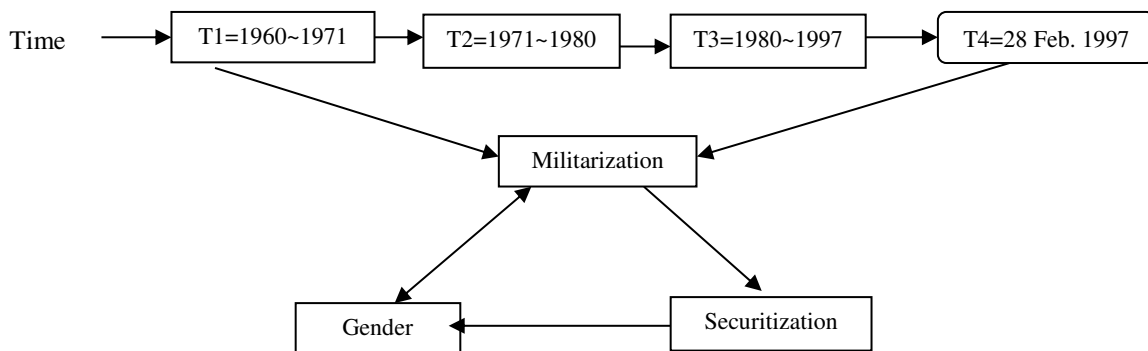 Time T1=1960~1971 T2=1971~1980 T3=1980~1997 T4=28 Feb. 1997
Militarization
Gender Securitization